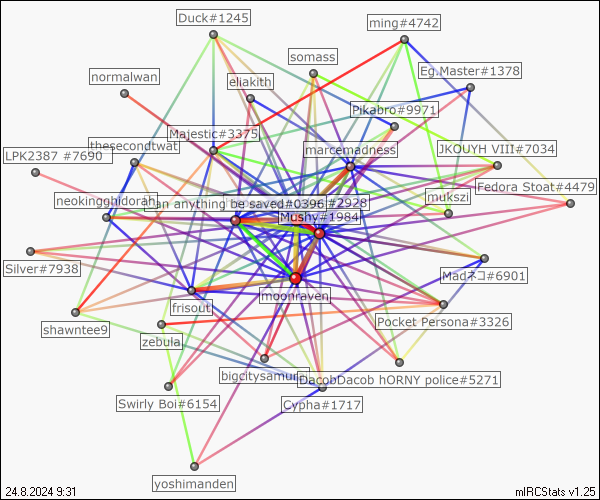 Duck#1245
ming#4742
somass
Eg.Master#1378
normalwan
eliakith
Pikabro#9971
Majestic#3375
thesecondtwat
marcemadness
JKOUYH VIII#7034
LPK2387 #7690
Fedora Stoat#4479
neokingghidorah
an anything be saved#0396
#2928
mukszi
Mushy#1984
Silver#7938
Madネコ#6901
moonraven
frisout
shawntee9
Pocket Persona#3326
zebula
bigcitysamurai
DacobDacob hORNY police#5271
Swirly Boi#6154
Cypha#1717
yoshimanden
24.8.2024 9:31
mIRCStats v1.25